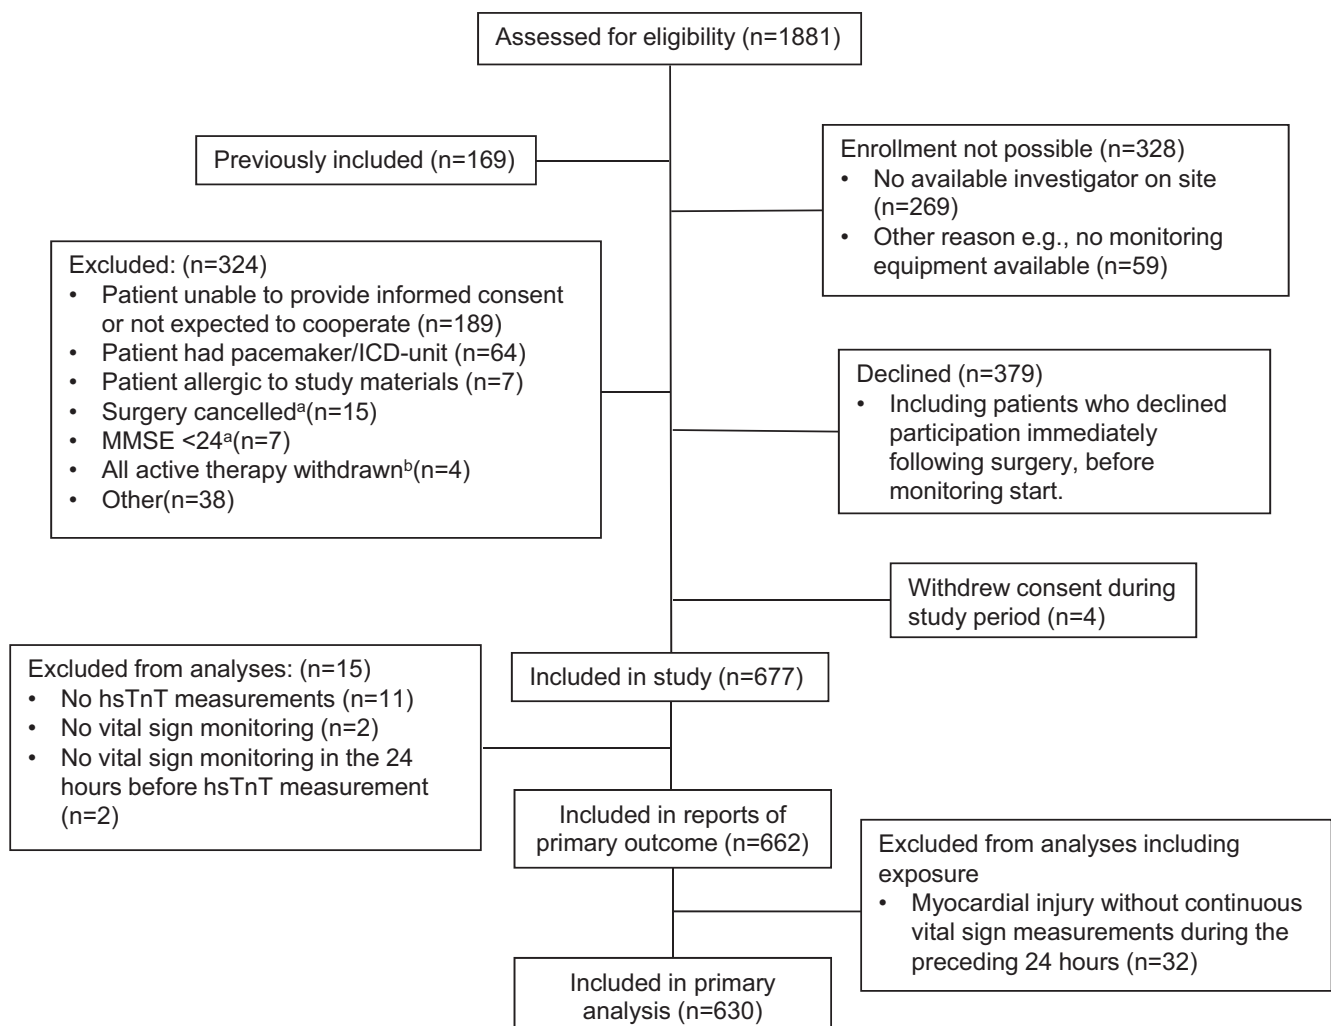 Assessed for eligibility (n=1881)
Previously included (n=169)
Enrollment not possible (n=328)
• No available investigator on site
(n=269)
• Other reason e.g., no monitoring
equipment available (n=59)
Excluded: (n=324)
• Patient unable to provide informed consent
or not expected to cooperate (n=189)
• Patient had pacemaker/ICD-unit (n=64)
• Patient allergic to study materials (n=7)
• Surgery cancelledᵃ(n=15)
• MMSE <24ᵃ(n=7)
• All active therapy withdrawnᵇ(n=4)
• Other(n=38)
Declined (n=379)
• Including patients who declined
participation immediately
following surgery, before
monitoring start.
Withdrew consent during
study period (n=4)
Included in study (n=677)
Excluded from analyses: (n=15)
• No hsTnT measurements (n=11)
• No vital sign monitoring (n=2)
• No vital sign monitoring in the 24
hours before hsTnT measurement
(n=2)
Included in reports of
primary outcome (n=662)
Excluded from analyses including
exposure
• Myocardial injury without continuous
vital sign measurements during the
preceding 24 hours (n=32)
Included in primary
analysis (n=630)